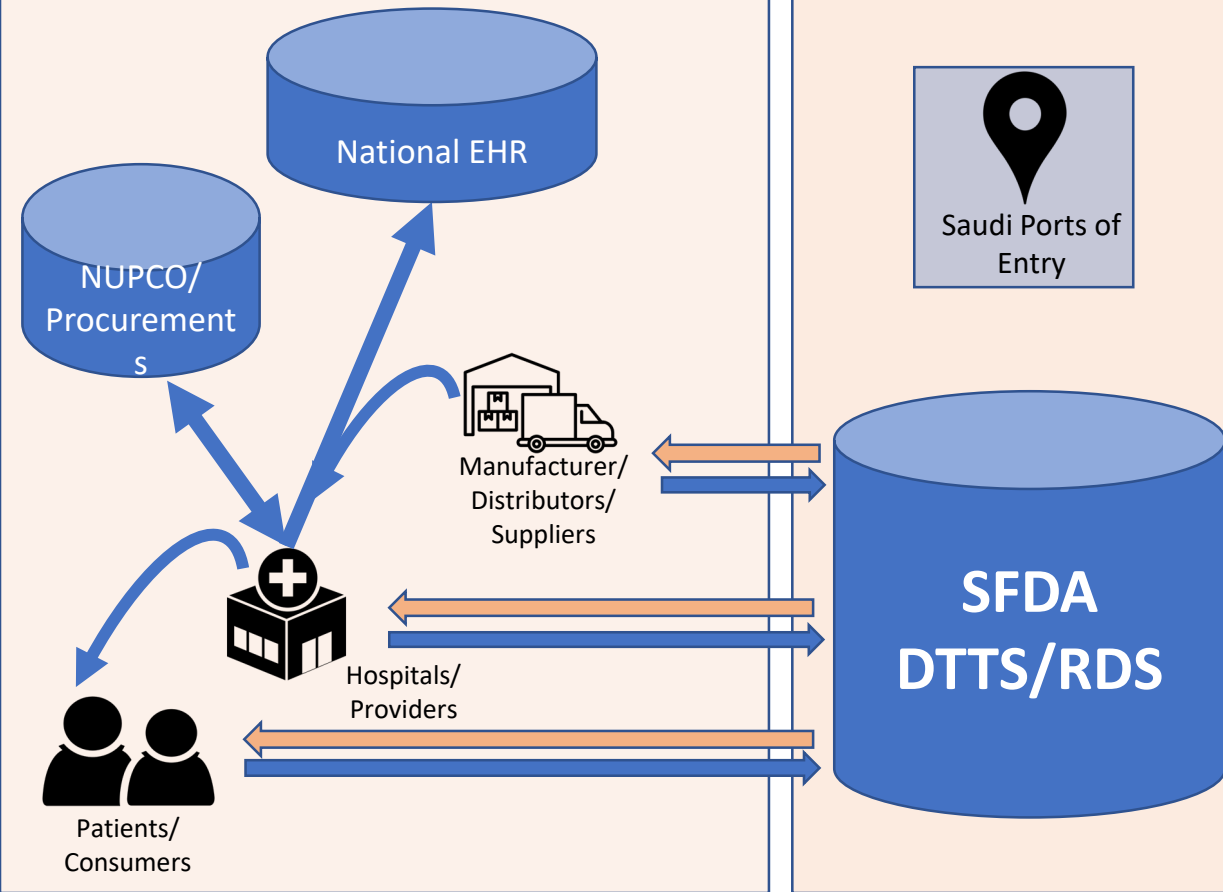 National EHR
NUPCO/
Procurement
s
Manufacturer/
Distributors/
Suppliers
Hospitals/
Providers
Patients/
Consumers
Saudi Ports of
Entry
SFDA
DTTS/RDS